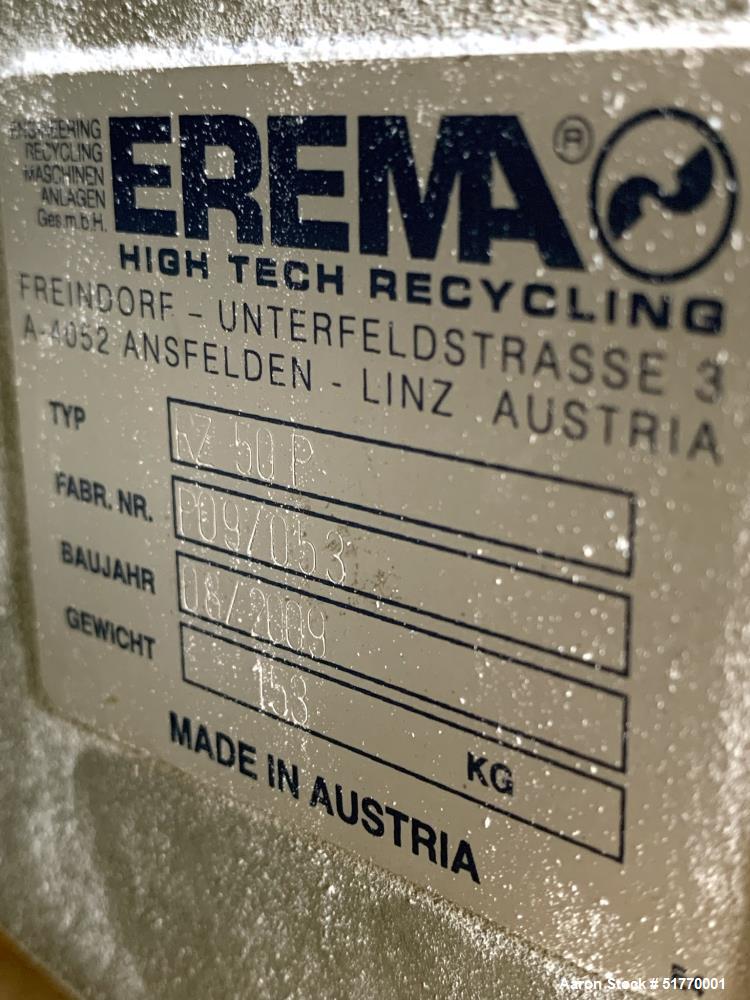 ENGINEERING
RECYCLING
MASCHINEN
ANLAGEN
Ges.m.b.H.
EREMA®
HIGH TECH RECYCLING
FREINDORF - UNTERFELDSTRASSE 3
A-4052 ANSFELDEN - LINZ AUSTRIA
TYP RZ 50 P
FABR. NR. P09/053
BAUJAHR 08/2009
GEWICHT 153 KG
MADE IN AUSTRIA
Aaron Stock # 51770001